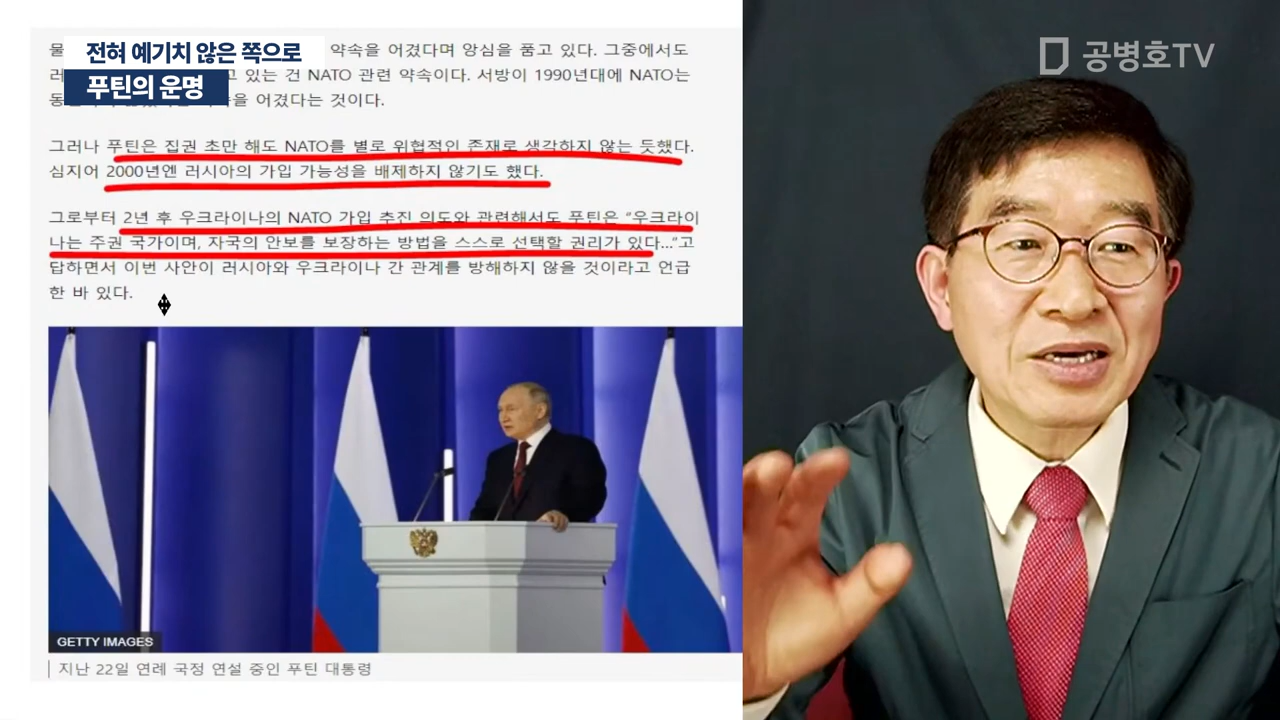 전혀 예기치 않은 쪽으로
푸틴의 운명
공병호TV
물 약속을 어겼다며 앙심을 품고 있다. 그중에서도
고 있는 건 NATO 관련 약속이다. 서방이 1990년대에 NATO는
을 어겼다는 것이다.
그러나 푸틴은 집권 초만 해도 NATO를 별로 위협적인 존재로 생각하지 않는 듯했다.
심지어 2000년엔 러시아의 가입 가능성을 배제하지 않기도 했다.
그로부터 2년 후 우크라이나의 NATO 가입 추진 의도와 관련해서도 푸틴은 “우크라이
나는 주권 국가이며, 자국의 안보를 보장하는 방법을 스스로 선택할 권리가 있다...”고
답하면서 이번 사안이 러시아와 우크라이나 간 관계를 방해하지 않을 것이라고 언급
한 바 있다.
GETTY IMAGES
지난 22일 연례 국정 연설 중인 푸틴 대통령